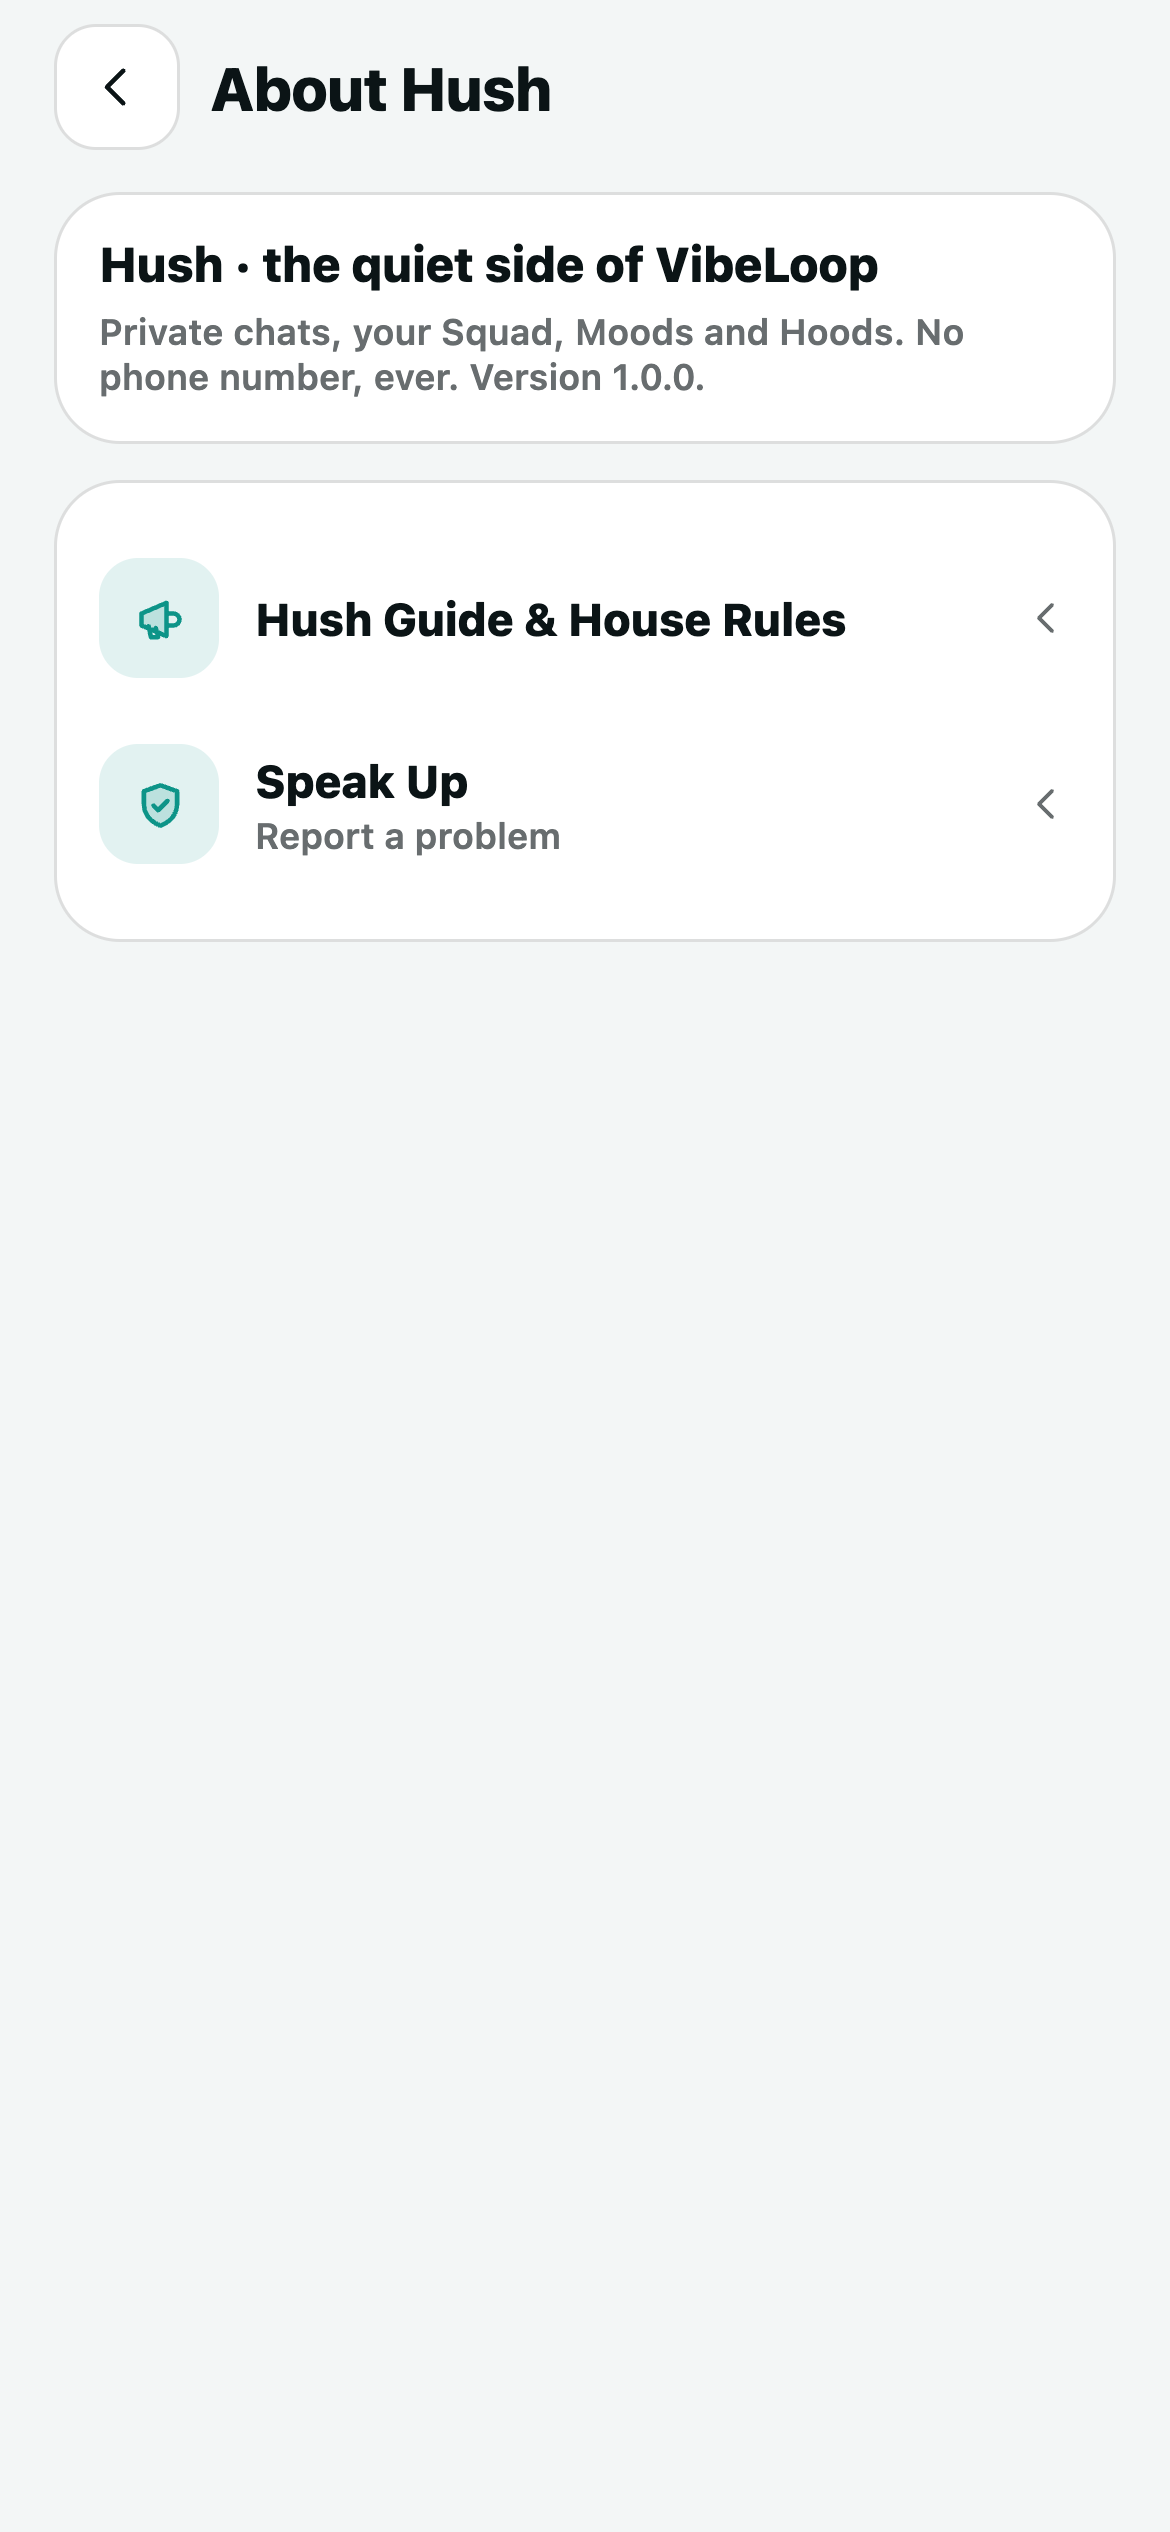 About Hush
Hush · the quiet side of VibeLoop
Private chats, your Squad, Moods and Hoods. No
phone number, ever. Version 1.0.0.
Hush Guide & House Rules
Speak Up
Report a problem